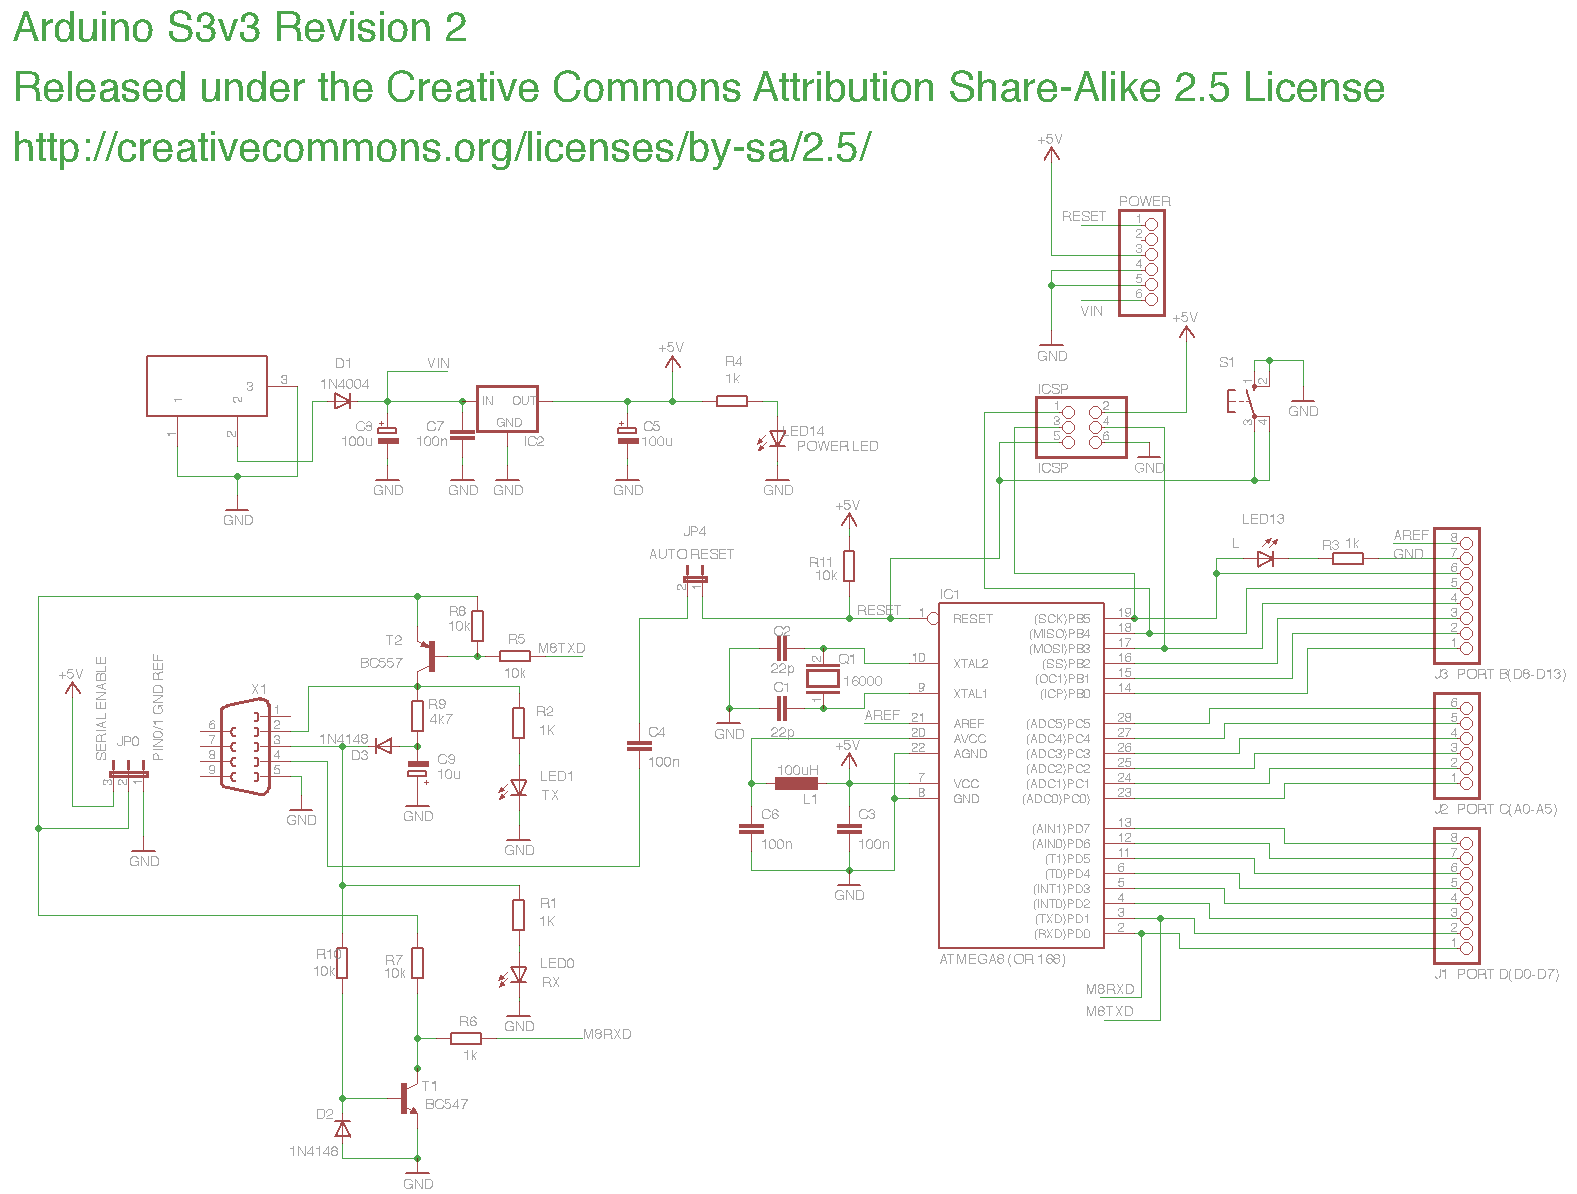 Arduino S3v3 Revision 2
Released under the Creative Commons Attribution Share-Alike 2.5 License
http://creativecommons.org/licenses/by-sa/2.5/
+5V
POWER
RESET
1
2
3
4
5
6
VIN
GND
+5V
D1
1N4004
VIN
+5V
R4
1k
3
3
1
2
1
2
GND
100u
GND
C7
100n
GND
IN OUT
GND
IC2
GND
C5
100u
GND
LED14
POWER LED
GND
ICSP
1 2
3 4
5 6
ICSP
GND
S1
1 2
3 4
GND
JP4
AUTO RESET
2 1
+5V
R11
10k
RESET
LED13
L
R3 1k
AREF
GND
8
7
6
5
4
3
2
1
J3 PORT B(D8-D13)
R8
10k
T2
BC557
R5
10k
M8TXD
SERIAL ENABLE
PIN0/1 GND REF
+5V
JP0
3 2 1
GND
X1
1
6
2
7
3
8
4
9
5
GND
R9
4k7
1N4148
D3
C9
10u
GND
R2
1K
LED1
TX
GND
C4
100n
C2
22p
Q1
2
1
16000
C1
22p
GND
AREF
+5V
100uH
L1
C6
100n
C3
100n
GND
IC1
1 RESET
10 XTAL2
9 XTAL1
21 AREF
20 AVCC
22 AGND
7 VCC
8 GND
(SCK)PB5 19
(MISO)PB4 18
(MOSI)PB3 17
(SS)PB2 16
(OC1)PB1 15
(ICP)PB0 14
(ADC5)PC5 28
(ADC4)PC4 27
(ADC3)PC3 26
(ADC2)PC2 25
(ADC1)PC1 24
(ADC0)PC0 23
(AIN1)PD7 13
(AIN0)PD6 12
(T1)PD5 11
(T0)PD4 6
(INT1)PD3 5
(INT0)PD2 4
(TXD)PD1 3
(RXD)PD0 2
ATMEGA8 (OR 168)
M8RXD
M8TXD
6
5
4
3
2
1
J2 PORT C(A0-A5)
8
7
6
5
4
3
2
1
J1 PORT D(D0-D7)
R10
10k
R7
10k
R1
1K
LED0
RX
GND
R6
1k
M8RXD
T1
BC547
D2
1N4148
GND